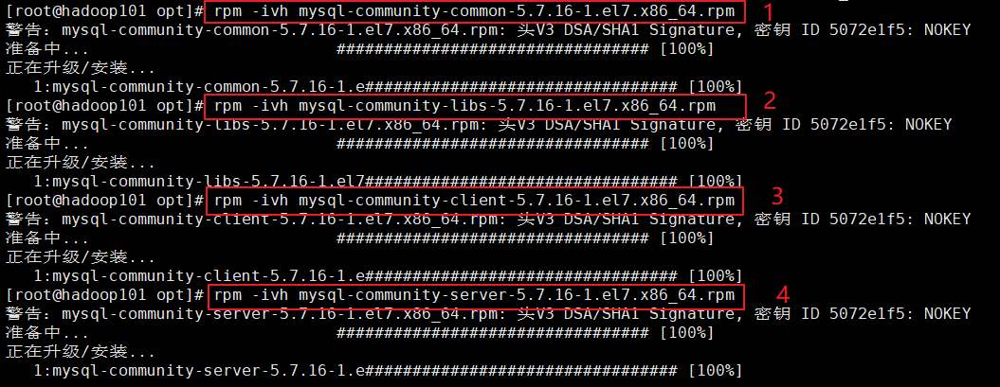 [root@hadoop101 opt]# rpm -ivh mysql-community-common-5.7.16-1.el7.x86_64.rpm 1
警告：mysql-community-common-5.7.16-1.el7.x86_64.rpm: 头V3 DSA/SHA1 Signature, 密钥 ID 5072e1f5: NOKEY
准备中... ################################# [100%]
正在升级/安装...
1:mysql-community-common-5.7.16-1.e################################# [100%]
[root@hadoop101 opt]# rpm -ivh mysql-community-libs-5.7.16-1.el7.x86_64.rpm 2
警告：mysql-community-libs-5.7.16-1.el7.x86_64.rpm: 头V3 DSA/SHA1 Signature, 密钥 ID 5072e1f5: NOKEY
准备中... ################################# [100%]
正在升级/安装...
1:mysql-community-libs-5.7.16-1.el7################################# [100%]
[root@hadoop101 opt]# rpm -ivh mysql-community-client-5.7.16-1.el7.x86_64.rpm 3
警告：mysql-community-client-5.7.16-1.el7.x86_64.rpm: 头V3 DSA/SHA1 Signature, 密钥 ID 5072e1f5: NOKEY
准备中... ################################# [100%]
正在升级/安装...
1:mysql-community-client-5.7.16-1.e################################# [100%]
[root@hadoop101 opt]# rpm -ivh mysql-community-server-5.7.16-1.el7.x86_64.rpm 4
警告：mysql-community-server-5.7.16-1.el7.x86_64.rpm: 头V3 DSA/SHA1 Signature, 密钥 ID 5072e1f5: NOKEY
准备中... ################################# [100%]
正在升级/安装...
1:mysql-community-server-5.7.16-1.e################################# [100%]